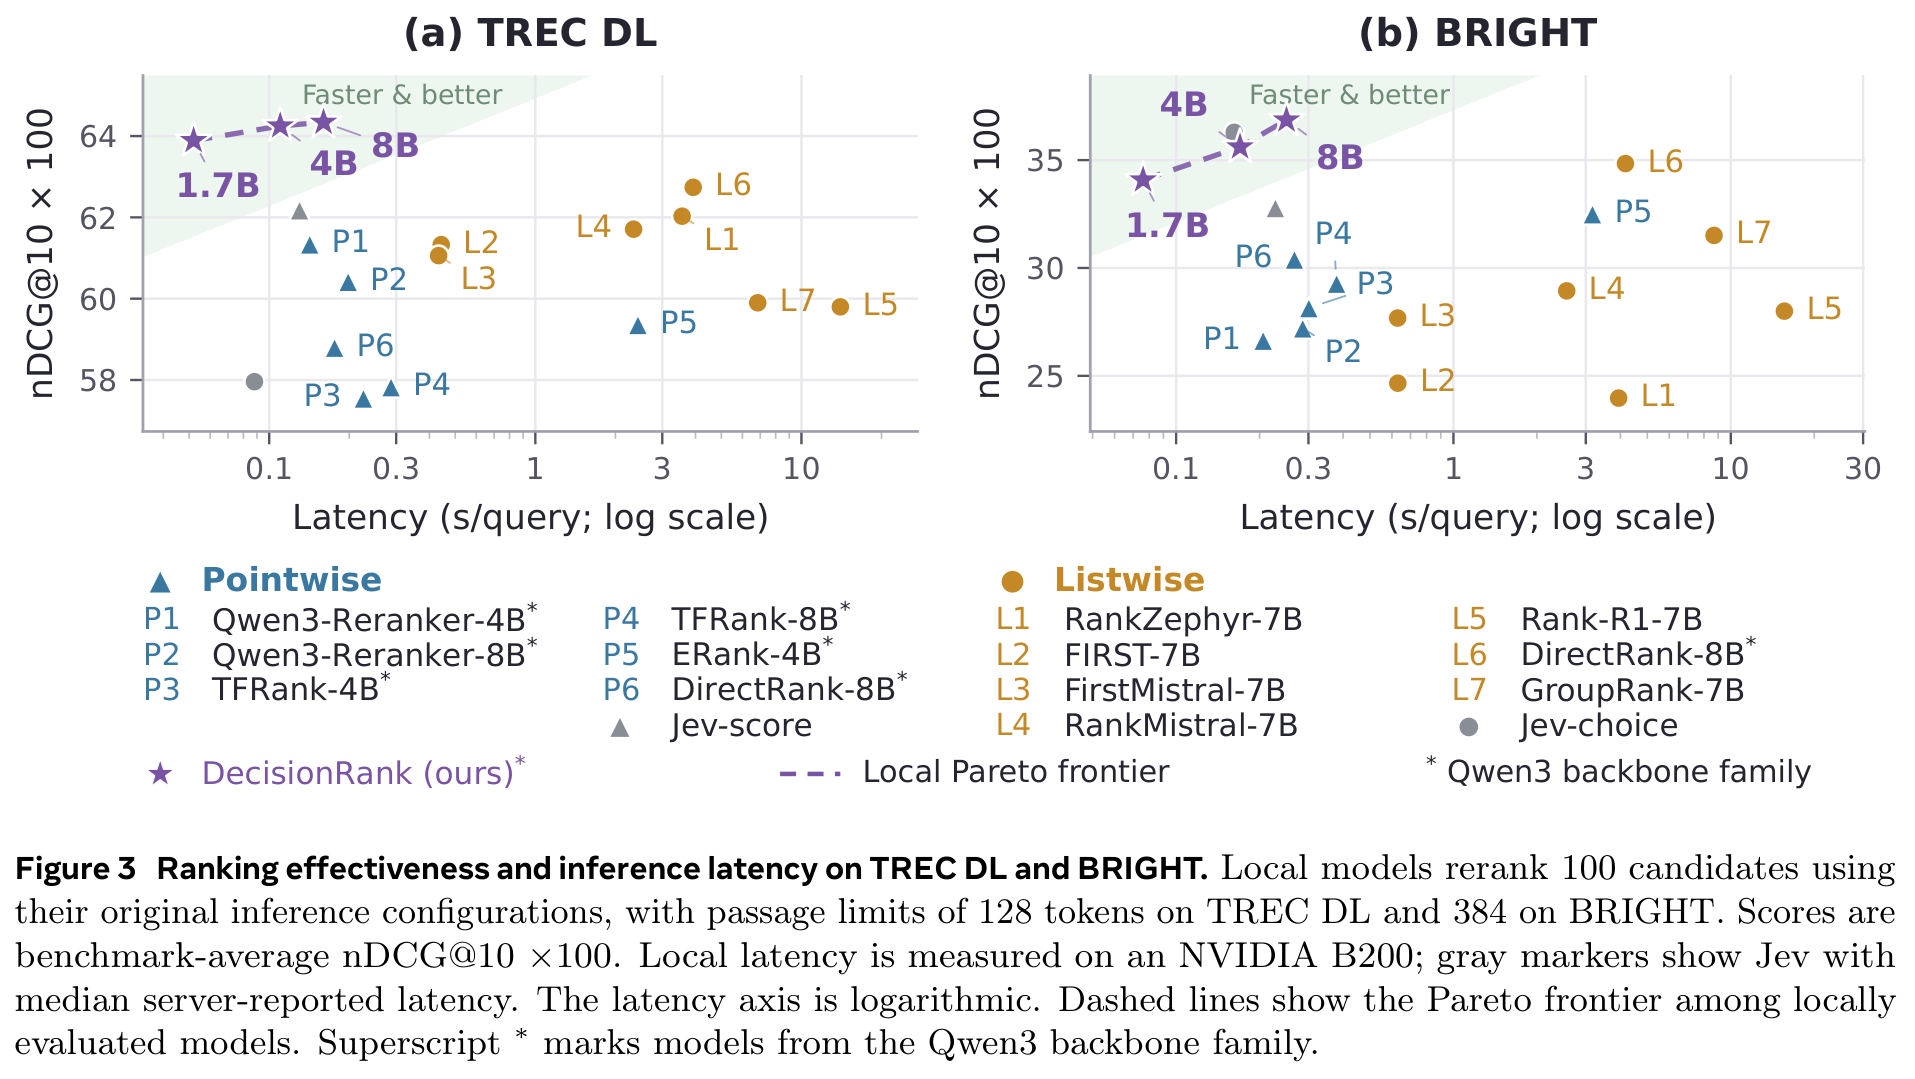 (a) TREC DL
(b) BRIGHT
Faster & better
64
62
60
58
nDCG@10 × 100
1.7B
4B
8B
P1
P2
P6
P3
P4
P5
L2
L3
L4
L6
L1
L7
L5
0.1
0.3
1
3
10
Latency (s/query; log scale)
Faster & better
35
30
25
nDCG@10 × 100
4B
8B
1.7B
P4
P6
P3
P1
P2
P5
L6
L7
L4
L5
L3
L2
L1
0.1
0.3
1
3
10
30
Latency (s/query; log scale)
Pointwise
P1 Qwen3-Reranker-4B*
P2 Qwen3-Reranker-8B*
P3 TFRank-4B*
P4 TFRank-8B*
P5 ERank-4B*
P6 DirectRank-8B*
Jev-score
Listwise
L1 RankZephyr-7B
L2 FIRST-7B
L3 FirstMistral-7B
L4 RankMistral-7B
L5 Rank-R1-7B
L6 DirectRank-8B*
L7 GroupRank-7B
Jev-choice
DecisionRank (ours)*
Local Pareto frontier
* Qwen3 backbone family
Figure 3 Ranking effectiveness and inference latency on TREC DL and BRIGHT. Local models rerank 100 candidates using
their original inference configurations, with passage limits of 128 tokens on TREC DL and 384 on BRIGHT. Scores are
benchmark-average nDCG@10 ×100. Local latency is measured on an NVIDIA B200; gray markers show Jev with
median server-reported latency. The latency axis is logarithmic. Dashed lines show the Pareto frontier among locally
evaluated models. Superscript * marks models from the Qwen3 backbone family.